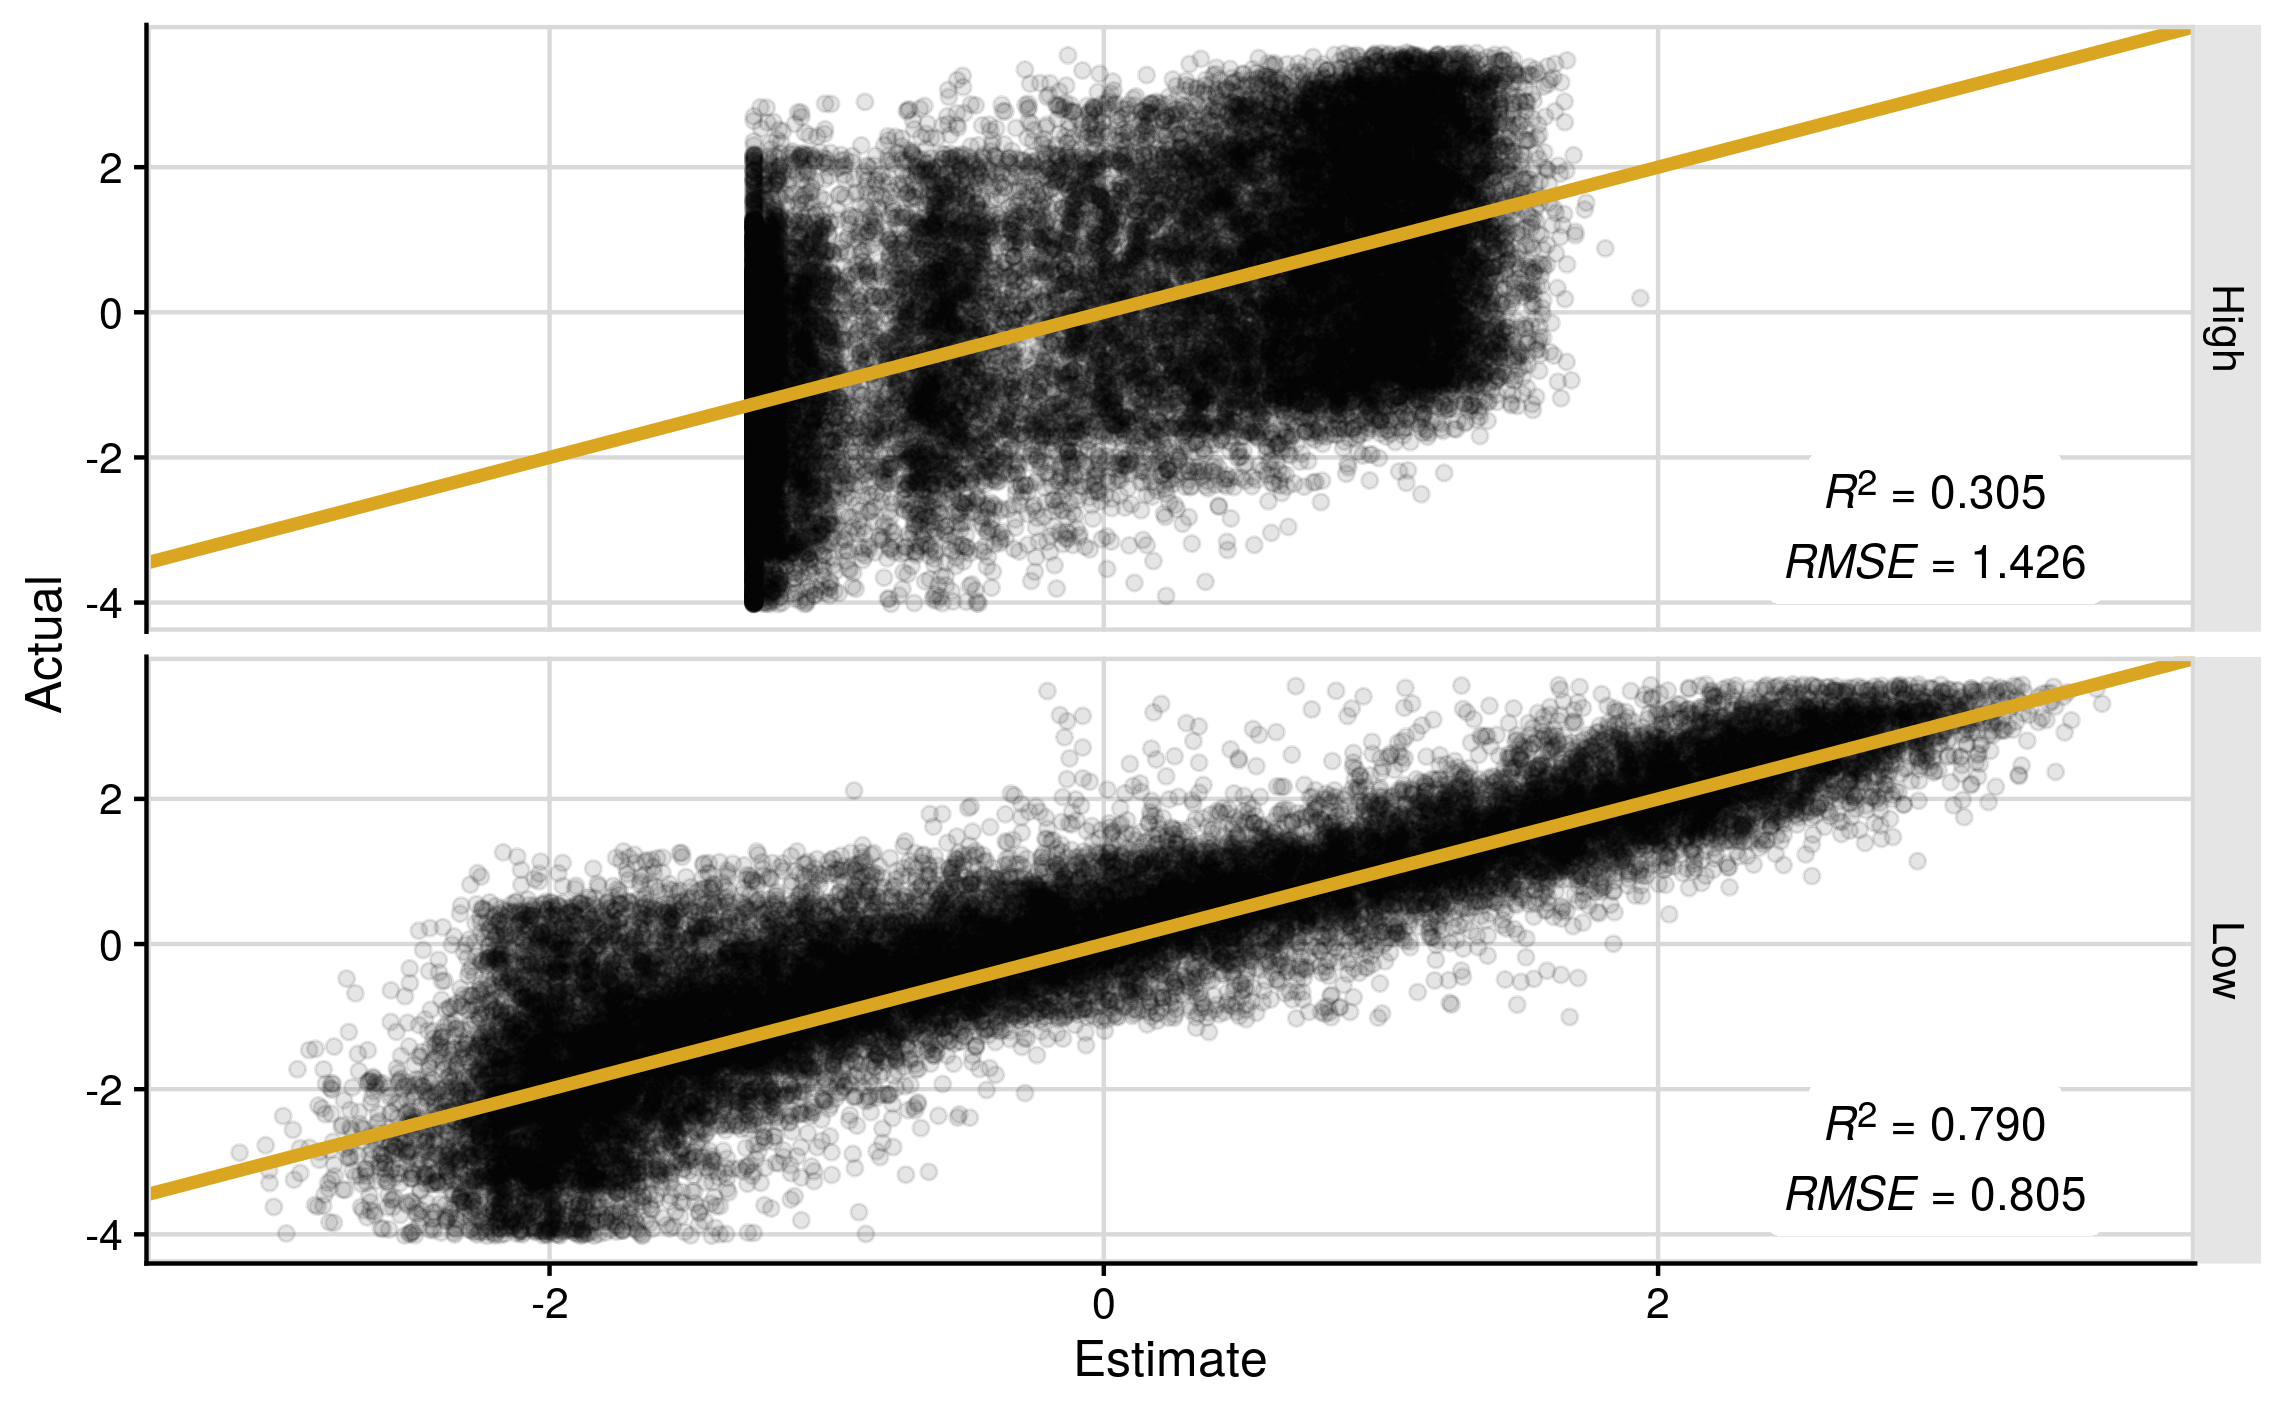 Actual
2
0
-2
-4
High
R² = 0.305
RMSE = 1.426
2
0
-2
-4
Low
R² = 0.790
RMSE = 0.805
-2 0 2
Estimate